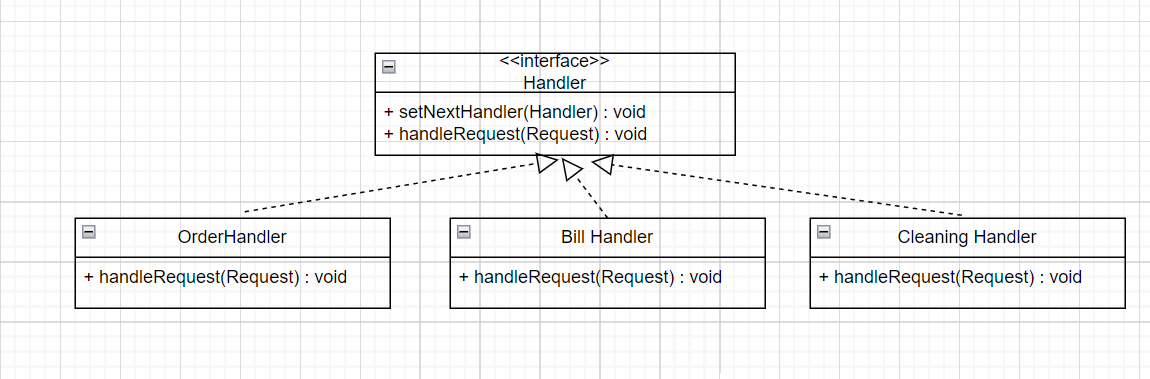 <<interface>>
Handler
+ setNextHandler(Handler) : void
+ handleRequest(Request) : void
OrderHandler
+ handleRequest(Request) : void
Bill Handler
+ handleRequest(Request) : void
Cleaning Handler
+ handleRequest(Request) : void